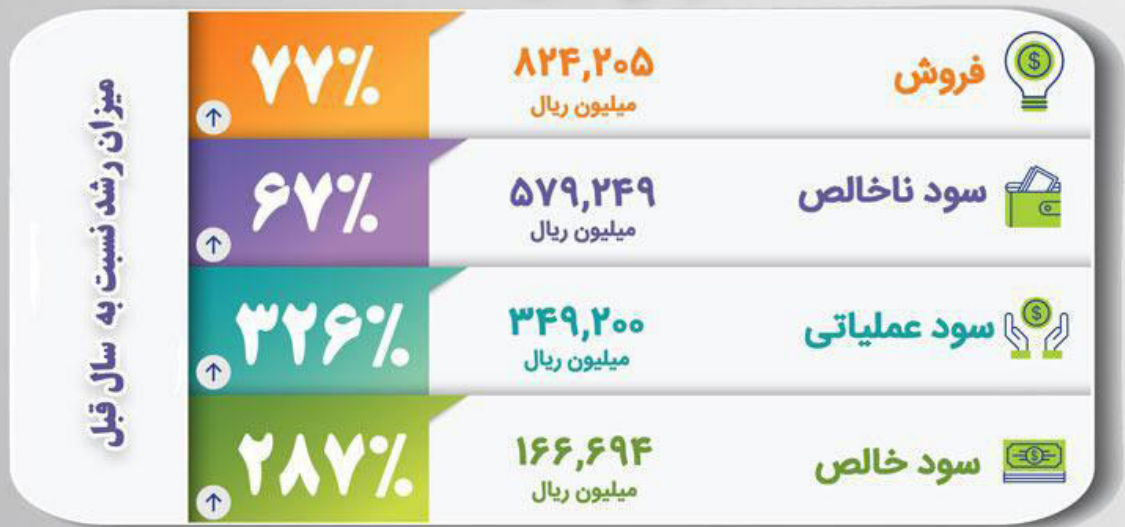 فروش
۸۲۴,۲۰۵
میلیون ریال
۷۷%
سود ناخالص
۵۷۹,۲۴۹
میلیون ریال
۶۷%
سود عملیاتی
۳۴۹,۲۰۰
میلیون ریال
۳۲۶%
سود خالص
۱۶۶,۶۹۴
میلیون ریال
۲۸۷%
میزان رشد نسبت به سال قبل